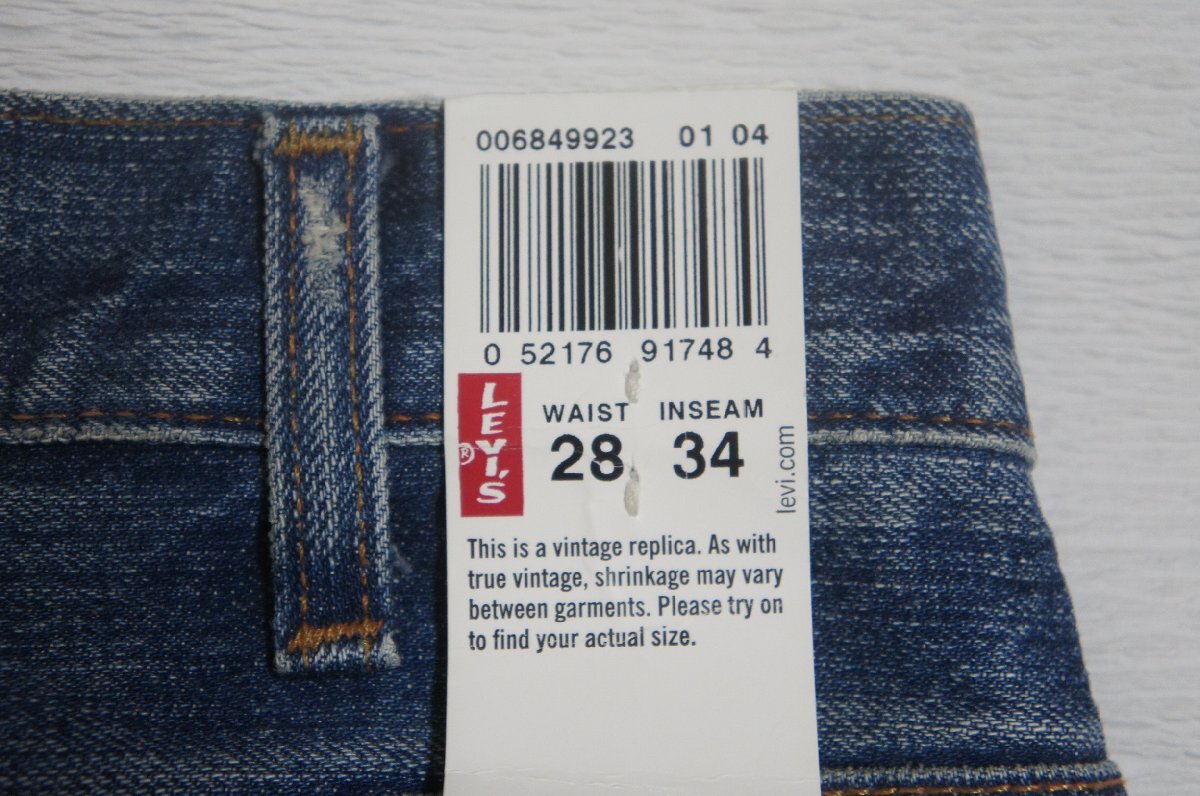 006849923 01 04
0 52176 91748 4
LEVI'S
®
WAIST INSEAM
28 34
levi.com
This is a vintage replica. As with
true vintage, shrinkage may vary
between garments. Please try on
to find your actual size.